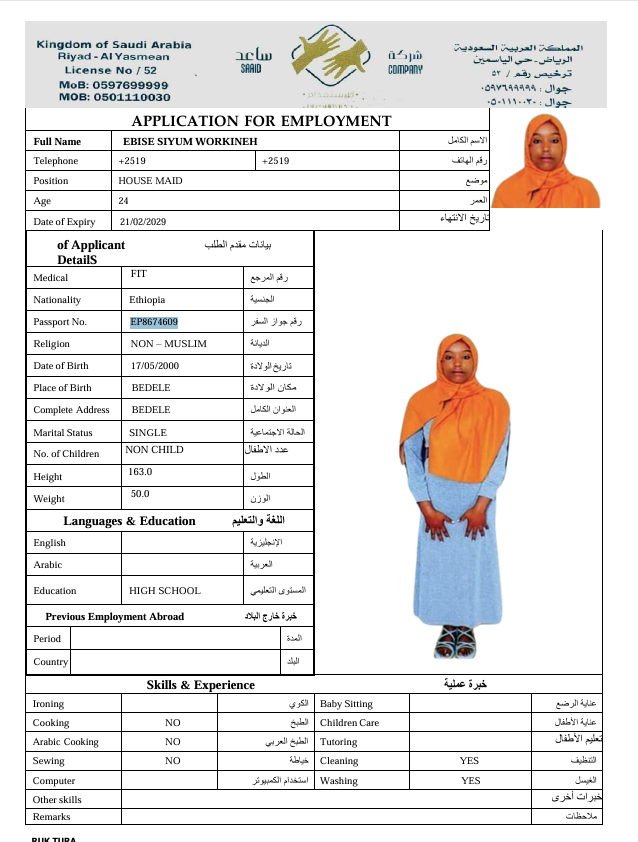 Kingdom of Saudi Arabia
Riyad - Al Yasmean
License No / 52
MoB: 0597699999
MOB: 0501110030
ساعد
SAAID
شركة
COMPANY
المملكة العربية السعودية
الرياض - حى الياسمين
ترخيص رقم / ٥٢
جوال : ٠٥٩٧٦٩٩٩٩٩
جوال : ٠٥٠١١١٠٠٣٠
APPLICATION FOR EMPLOYMENT
Full Name EBISE SIYUM WORKINEH الاسم الكامل
Telephone +2519 +2519 رقم الهاتف
Position HOUSE MAID موضع
Age 24 العمر
Date of Expiry 21/02/2029 تاريخ الانتهاء
of Applicant بيانات مقدم الطلب
DetailS
Medical FIT رقم المرجع
Nationality Ethiopia الجنسية
Passport No. EP8674609 رقم جواز السفر
Religion NON – MUSLIM الديانة
Date of Birth 17/05/2000 تاريخ الولادة
Place of Birth BEDELE مكان الولادة
Complete Address BEDELE العنوان الكامل
Marital Status SINGLE الحالة الاجتماعية
No. of Children NON CHILD عدد الاطفال
Height 163.0 الطول
Weight 50.0 الوزن
Languages & Education اللغة والتعليم
English الإنجليزية
Arabic العربية
Education HIGH SCHOOL المستوى التعليمي
Previous Employment Abroad خبرة خارج البلاد
Period المدة
Country البلد
Skills & Experience خبرة عملية
Ironing الكوي Baby Sitting عناية الرضع
Cooking NO الطبخ Children Care عناية الأطفال
Arabic Cooking NO الطبخ العربي Tutoring تعليم الأطفال
Sewing NO خياطة Cleaning YES التنظيف
Computer استخدام الكمبيوتر Washing YES الغيسل
Other skills خبرات أخرى
Remarks ملاحظات
RUK TURA